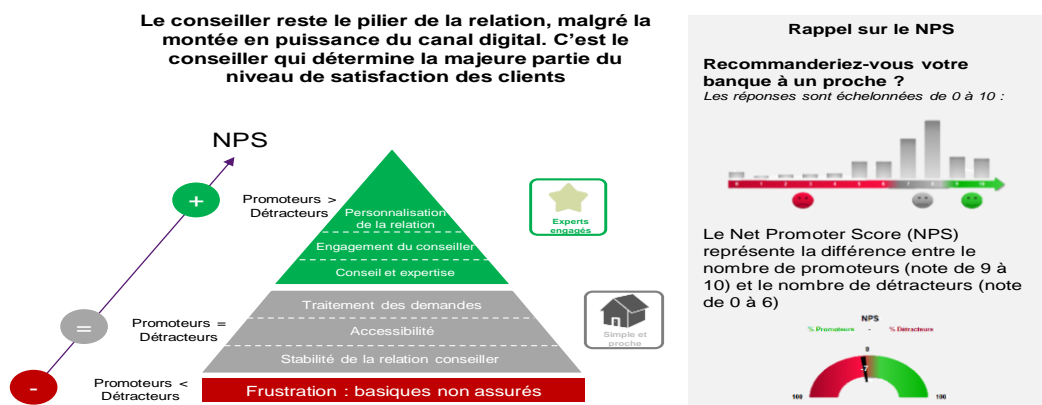 Le conseiller reste le pilier de la relation, malgré la
montée en puissance du canal digital. C'est le
conseiller qui détermine la majeure partie du
niveau de satisfaction des clients
NPS
+
Promoteurs >
Détracteurs
Personnalisation
de la relation
Engagement du conseiller
Conseil et expertise
Experts
engagés
=
Promoteurs =
Détracteurs
Traitement des demandes
Accessibilité
Stabilité de la relation conseiller
Simple et
proche
-
Promoteurs <
Détracteurs
Frustration : basiques non assurés
Rappel sur le NPS
Recommanderiez-vous votre
banque à un proche ?
Les réponses sont échelonnées de 0 à 10 :
0 1 2 3 4 5 6 7 8 9 10
Le Net Promoter Score (NPS)
représente la différence entre le
nombre de promoteurs (note de 9 à
10) et le nombre de détracteurs (note
de 0 à 6)
NPS
% Promoteurs - % Détracteurs
0
-7
100 100